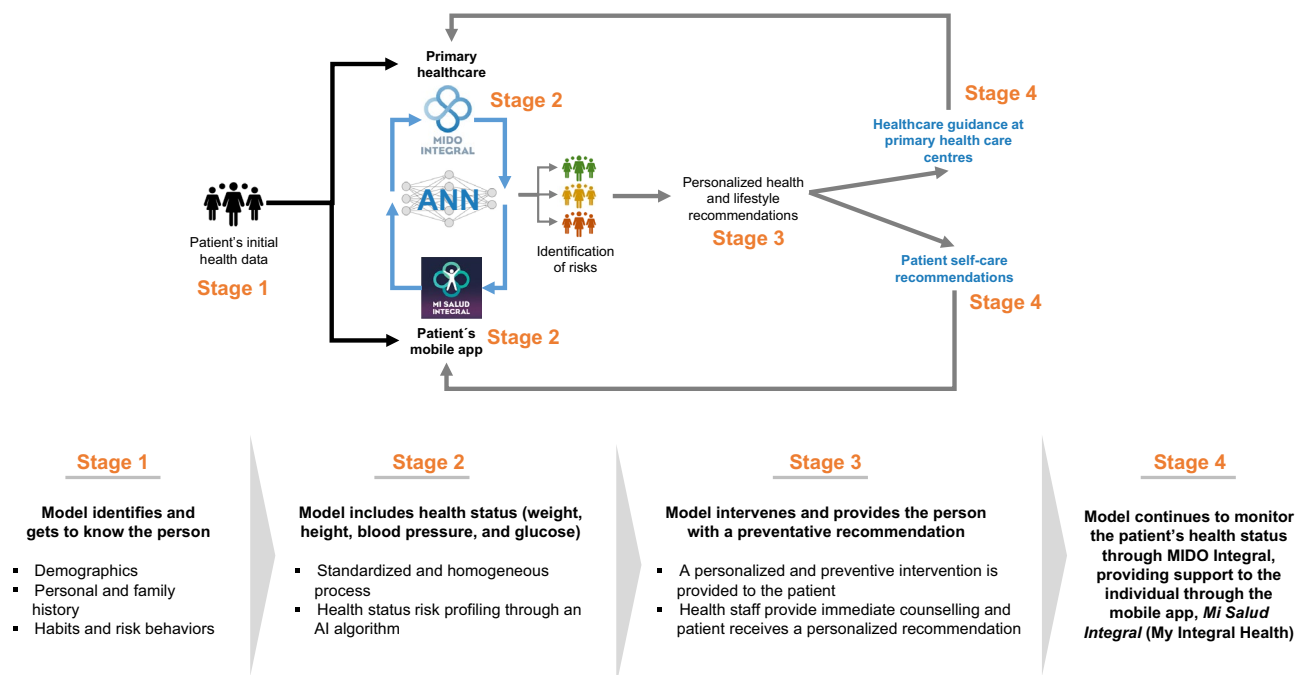 Primary
healthcare
Stage 2
MIDO
INTEGRAL
ANN
Patient's initial
health data
Stage 1
Identification
of risks
Personalized health
and lifestyle
recommendations
Stage 3
Stage 4
Healthcare guidance at
primary health care
centres
Patient self-care
recommendations
Stage 4
MI SALUD
INTEGRAL
Patient´s
mobile app
Stage 2
Stage 1
Model identifies and
gets to know the person
▪ Demographics
▪ Personal and family
history
▪ Habits and risk behaviors
Stage 2
Model includes health status (weight,
height, blood pressure, and glucose)
▪ Standardized and homogeneous
process
▪ Health status risk profiling through an
AI algorithm
Stage 3
Model intervenes and provides the person
with a preventative recommendation
▪ A personalized and preventive intervention is
provided to the patient
▪ Health staff provide immediate counselling and
patient receives a personalized recommendation
Stage 4
Model continues to monitor
the patient's health status
through MIDO Integral,
providing support to the
individual through the
mobile app, Mi Salud
Integral (My Integral Health)